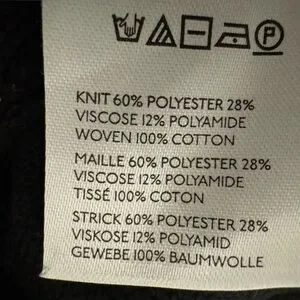 KNIT 60% POLYESTER 28%
VISCOSE 12% POLYAMIDE
WOVEN 100% COTTON
MAILLE 60% POLYESTER 28%
VISCOSE 12% POLYAMIDE
TISSÉ 100% COTON
STRICK 60% POLYESTER 28%
VISKOSE 12% POLYAMID
GEWEBE 100% BAUMWOLLE